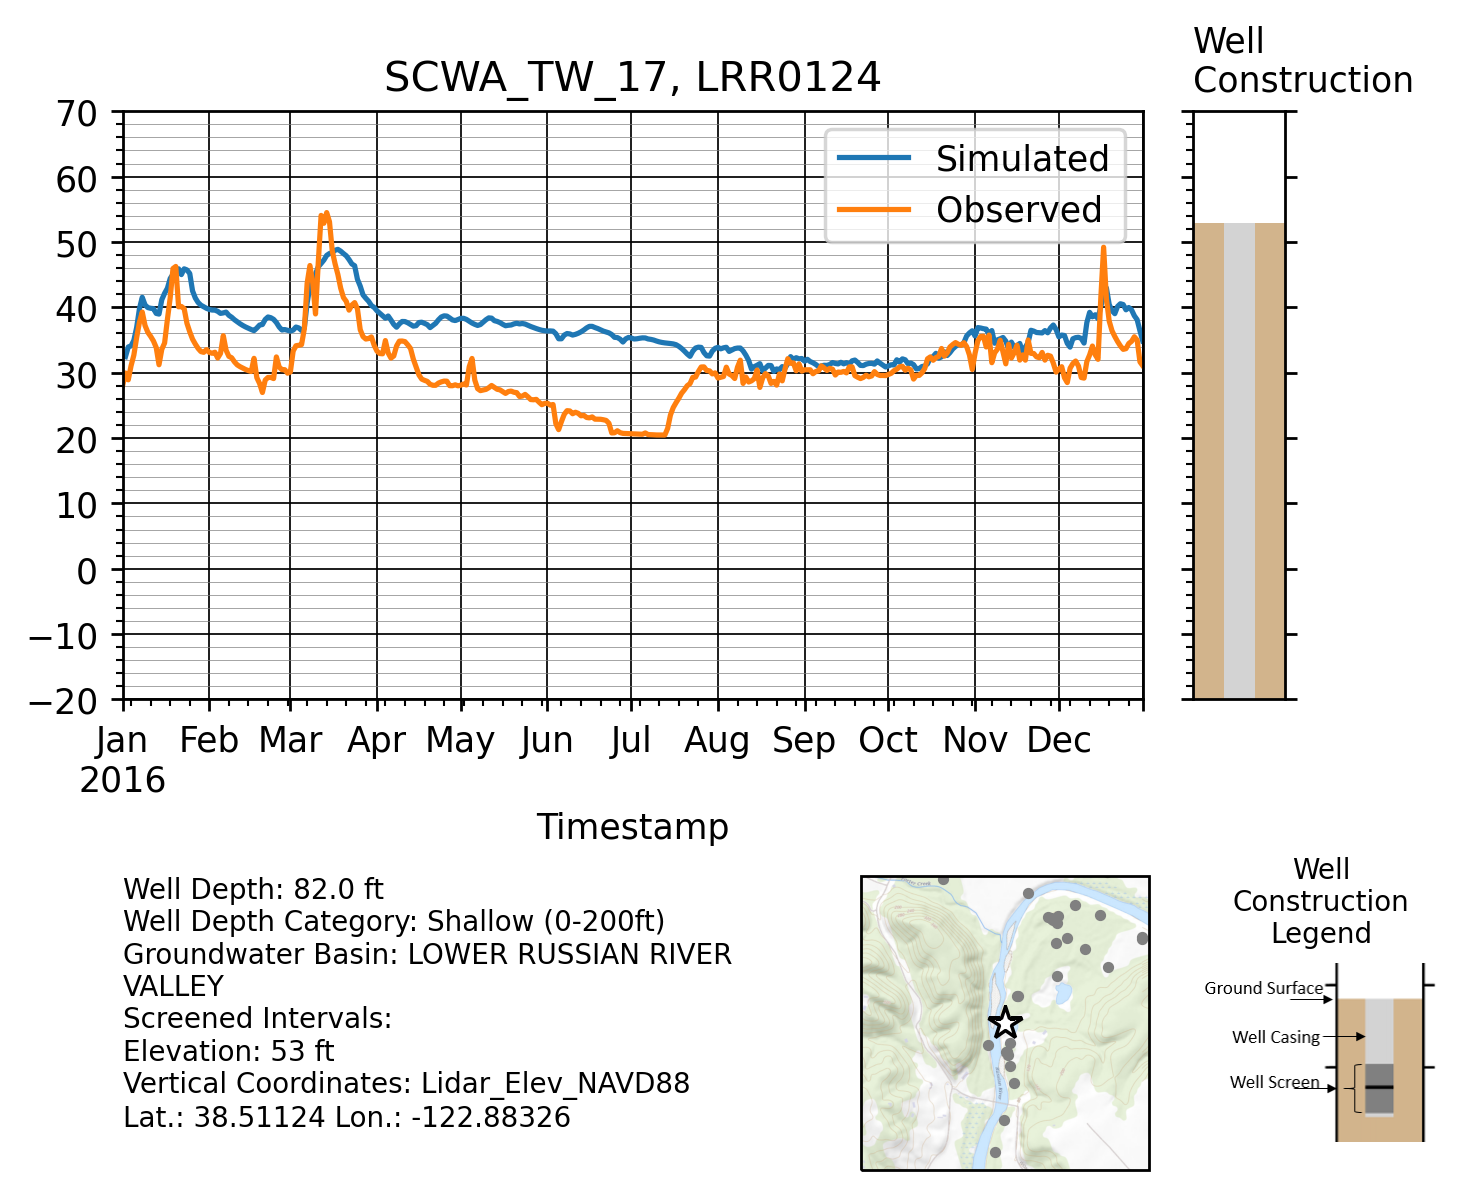 Well
Construction
SCWA_TW_17, LRR0124
70
60
50
40
30
20
10
0
−10
−20
Simulated
Observed
Jan Feb Mar Apr May Jun Jul Aug Sep Oct Nov Dec
2016
Timestamp
Well Depth: 82.0 ft
Well Depth Category: Shallow (0-200ft)
Groundwater Basin: LOWER RUSSIAN RIVER
VALLEY
Screened Intervals:
Elevation: 53 ft
Vertical Coordinates: Lidar_Elev_NAVD88
Lat.: 38.51124 Lon.: -122.88326
Well
Construction
Legend
Ground Surface
Well Casing
Well Screen